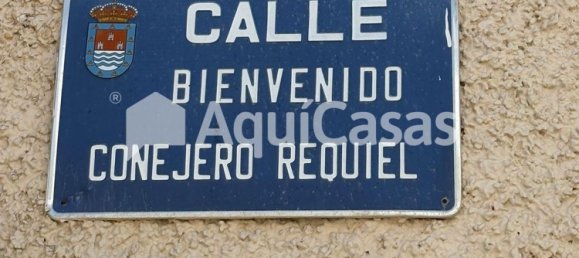 CALLE
BIENVENIDO
® AquíCasas
CONEJERO REQUIEL